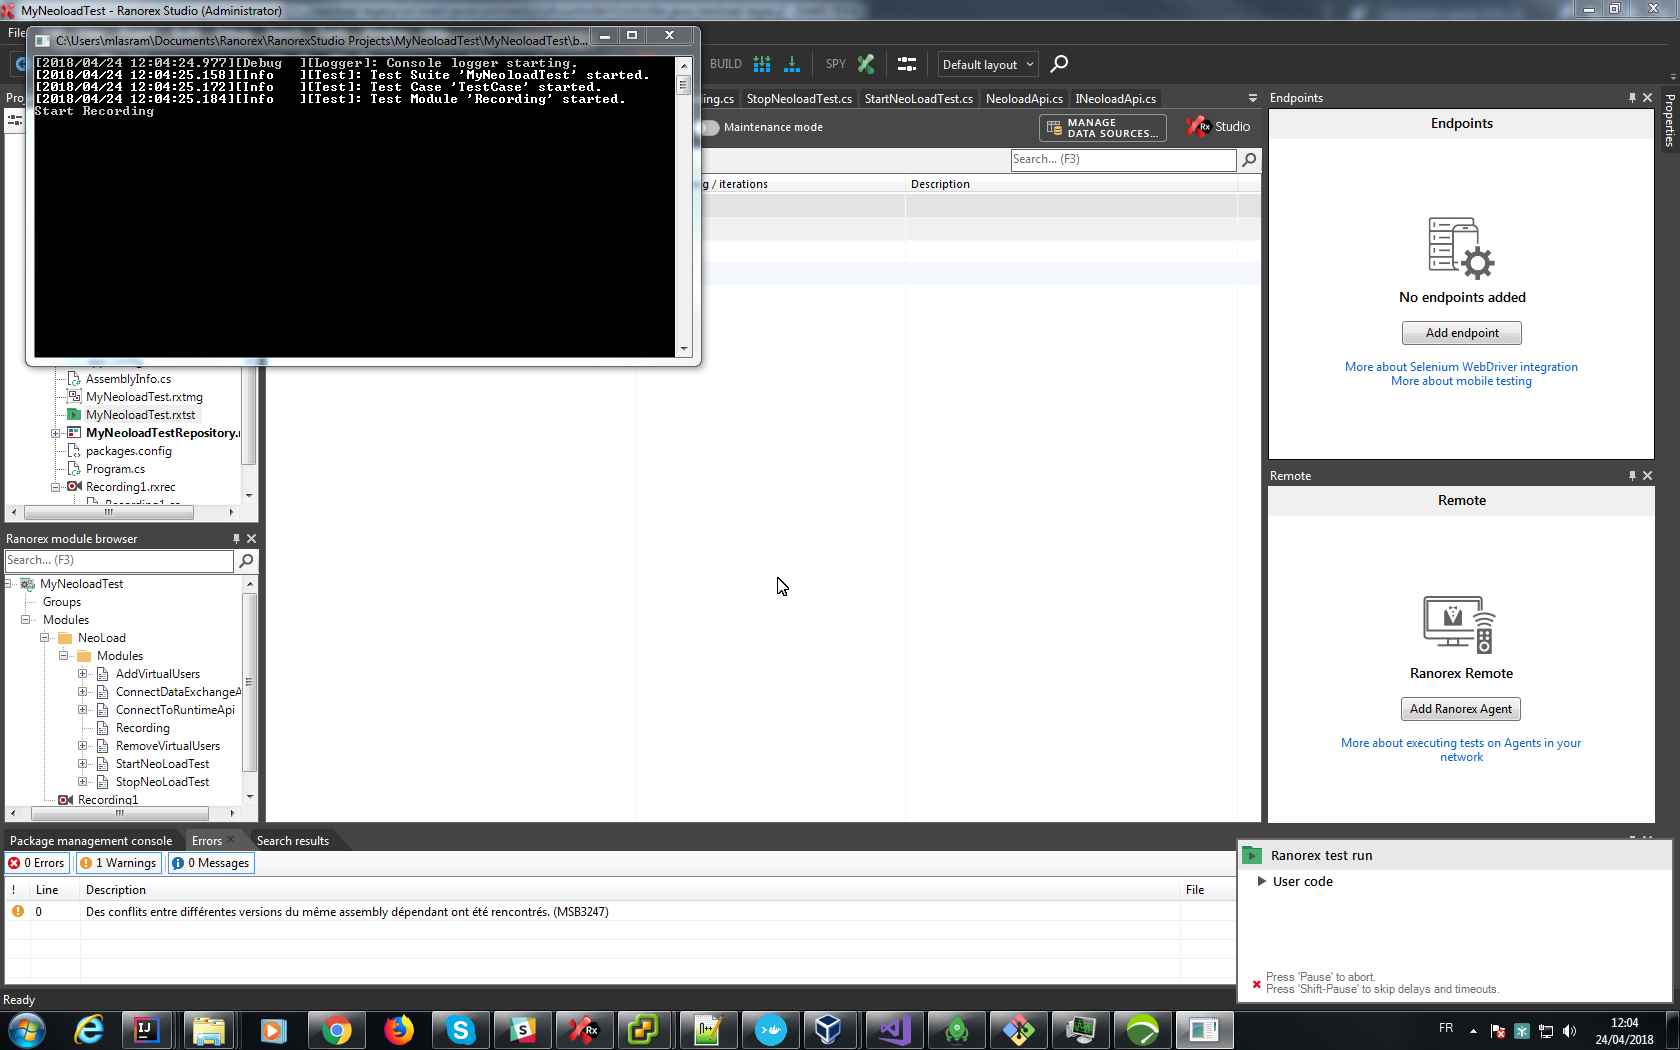 MyNeoloadTest - Ranorex Studio (Administrator)
C:\Users\mlasram\Documents\Ranorex\RanorexStudio Projects\MyNeoloadTest\MyNeoloadTest\b...
[2018/04/24 12:04:24.977][Debug ][Logger]: Console logger starting.
[2018/04/24 12:04:25.158][Info ][Test]: Test Suite 'MyNeoloadTest' started.
[2018/04/24 12:04:25.172][Info ][Test]: Test Case 'TestCase' started.
[2018/04/24 12:04:25.184][Info ][Test]: Test Module 'Recording' started.
Start Recording
BUILD
SPY
Default layout
StopNeoloadTest.cs
StartNeoLoadTest.cs
NeoloadApi.cs
INeoloadApi.cs
Maintenance mode
MANAGE
DATA SOURCES...
Rx Studio
Search... (F3)
g / iterations
Description
Endpoints
Properties
Endpoints
No endpoints added
Add endpoint
More about Selenium WebDriver integration
More about mobile testing
Remote
Remote
Ranorex Remote
Add Ranorex Agent
More about executing tests on Agents in your
network
AssemblyInfo.cs
MyNeoloadTest.rxtmg
MyNeoloadTest.rxtst
MyNeoloadTestRepository.
packages.config
Program.cs
Recording1.rxrec
Recording1.cs
Ranorex module browser
Search... (F3)
MyNeoloadTest
Groups
Modules
NeoLoad
Modules
AddVirtualUsers
ConnectDataExchangeA
ConnectToRuntimeApi
Recording
RemoveVirtualUsers
StartNeoLoadTest
StopNeoLoadTest
Recording1
Package management console
Errors
Search results
0 Errors
1 Warnings
0 Messages
!
Line
Description
File
0
Des conflits entre différentes versions du même assembly dépendant ont été rencontrés. (MSB3247)
Ranorex test run
User code
Press 'Pause' to abort.
Press 'Shift-Pause' to skip delays and timeouts.
Ready
FR
12:04
24/04/2018